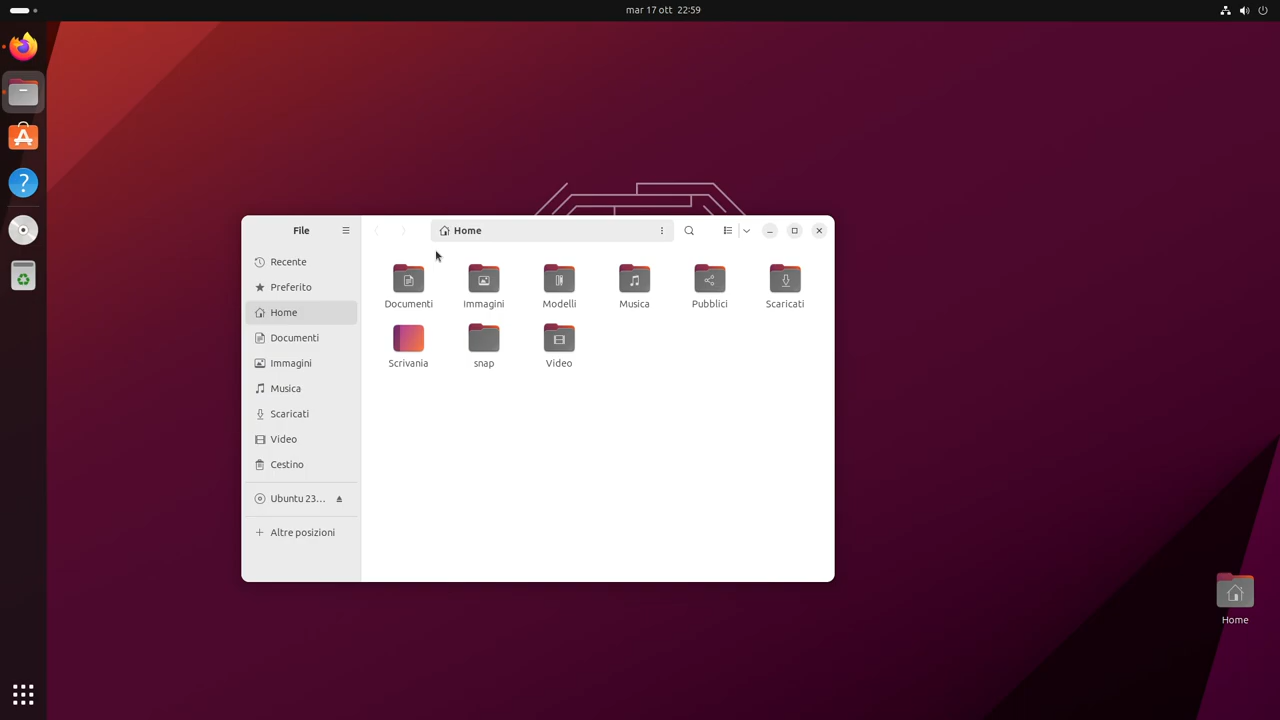 mar 17 ott 22:59
File
Home
Recente
Preferito
Home
Documenti
Immagini
Musica
Scaricati
Video
Cestino
Ubuntu 23...
Altre posizioni
Documenti Immagini Modelli Musica Pubblici Scaricati
Scrivania snap Video
Home